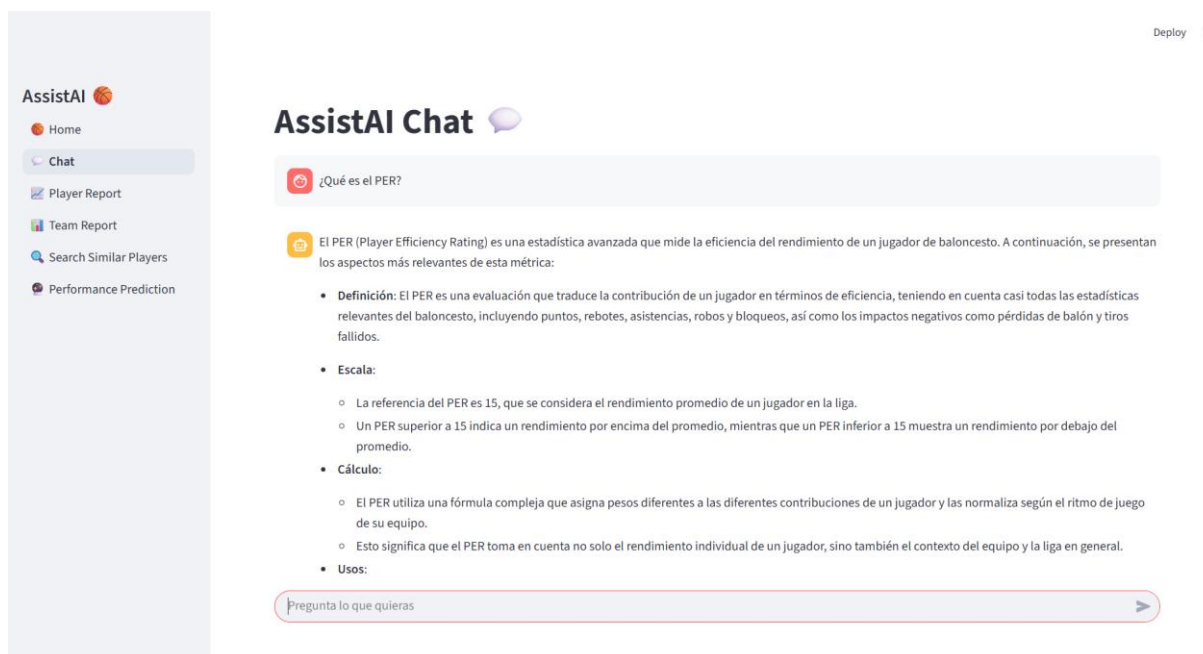 Deploy
AssistAI 🏀
🏀 Home
💬 Chat
📈 Player Report
📊 Team Report
🔍 Search Similar Players
🔮 Performance Prediction
AssistAI Chat 💬
¿Qué es el PER?
El PER (Player Efficiency Rating) es una estadística avanzada que mide la eficiencia del rendimiento de un jugador de baloncesto. A continuación, se presentan
los aspectos más relevantes de esta métrica:
• Definición: El PER es una evaluación que traduce la contribución de un jugador en términos de eficiencia, teniendo en cuenta casi todas las estadísticas
relevantes del baloncesto, incluyendo puntos, rebotes, asistencias, robos y bloqueos, así como los impactos negativos como pérdidas de balón y tiros
fallidos.
• Escala:
◦ La referencia del PER es 15, que se considera el rendimiento promedio de un jugador en la liga.
◦ Un PER superior a 15 indica un rendimiento por encima del promedio, mientras que un PER inferior a 15 muestra un rendimiento por debajo del
promedio.
• Cálculo:
◦ El PER utiliza una fórmula compleja que asigna pesos diferentes a las diferentes contribuciones de un jugador y las normaliza según el ritmo de juego
de su equipo.
◦ Esto significa que el PER toma en cuenta no solo el rendimiento individual de un jugador, sino también el contexto del equipo y la liga en general.
• Usos:
Pregunta lo que quieras